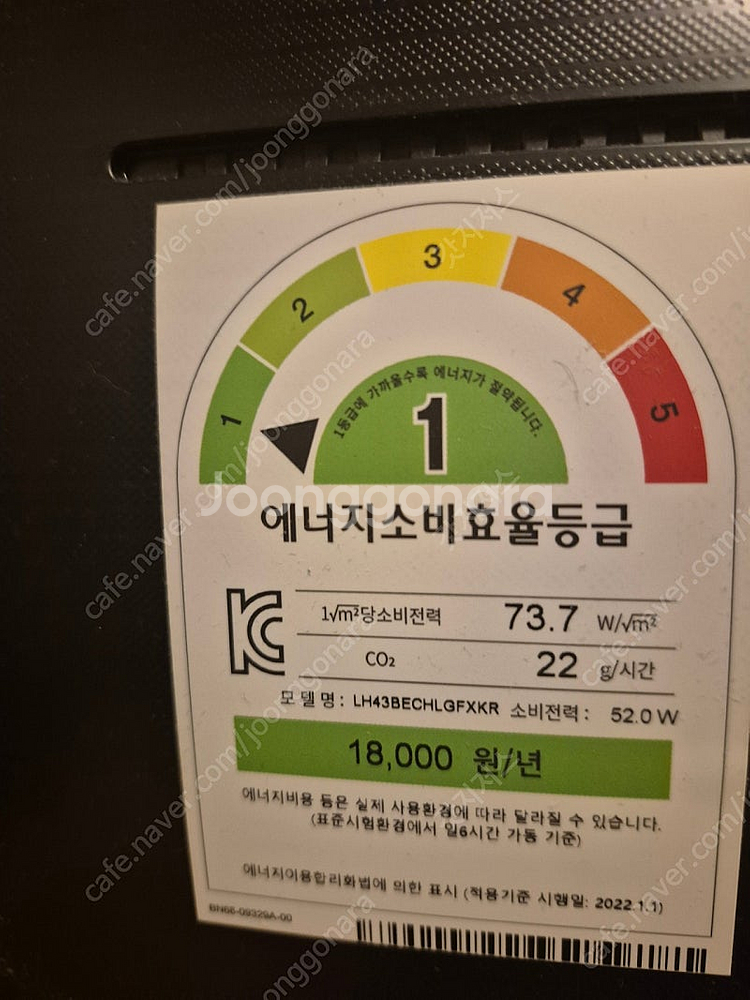 1
2
3
4
5
1등급에 가까울수록 에너지가 절약됩니다.
1
에너지소비효율등급
1√m²당소비전력 73.7 W/√m²
CO₂ 22 g/시간
모델명 : LH43BECHLGFXKR 소비전력 : 52.0 W
18,000 원/년
에너지비용 등은 실제 사용환경에 따라 달라질 수 있습니다.
(표준시험환경에서 일6시간 가동 기준)
에너지이용합리화법에 의한 표시 (적용기준 시행일: 2022.1.1)
BN68-09329A-00
Joonggonara
cafe.naver.com/joonggonara